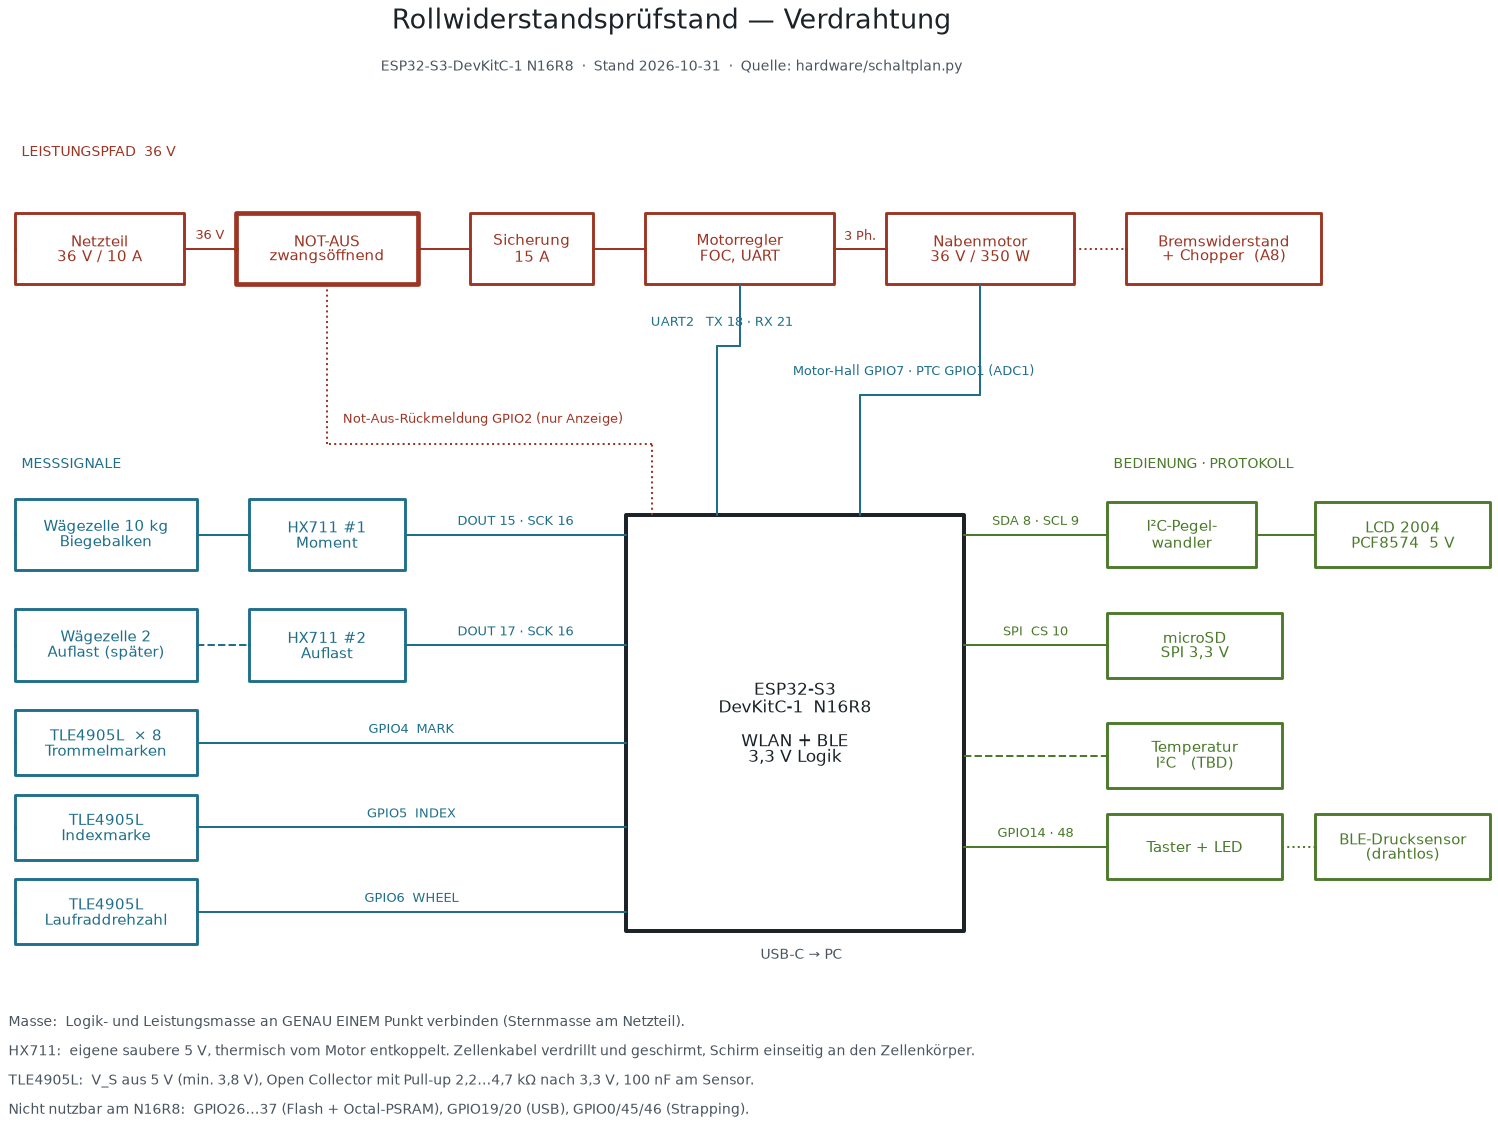 Rollwiderstandsprüfstand — Verdrahtung
ESP32-S3-DevKitC-1 N16R8 · Stand 2026-10-31 · Quelle: hardware/schaltplan.py
LEISTUNGSPFAD 36 V
Netzteil
36 V / 10 A
36 V
NOT-AUS
zwangsöffnend
Sicherung
15 A
Motorregler
FOC, UART
3 Ph.
Nabenmotor
36 V / 350 W
Bremswiderstand
+ Chopper (A8)
UART2 TX 18 · RX 21
Motor-Hall GPIO7 · PTC GPIO1 (ADC1)
Not-Aus-Rückmeldung GPIO2 (nur Anzeige)
MESSSIGNALE
Wägezelle 10 kg
Biegebalken
HX711 #1
Moment
DOUT 15 · SCK 16
Wägezelle 2
Auflast (später)
HX711 #2
Auflast
DOUT 17 · SCK 16
TLE4905L × 8
Trommelmarken
GPIO4 MARK
TLE4905L
Indexmarke
GPIO5 INDEX
TLE4905L
Laufraddrehzahl
GPIO6 WHEEL
ESP32-S3
DevKitC-1 N16R8
WLAN + BLE
3,3 V Logik
USB-C → PC
BEDIENUNG · PROTOKOLL
SDA 8 · SCL 9
I²C-Pegel-
wandler
LCD 2004
PCF8574 5 V
SPI CS 10
microSD
SPI 3,3 V
Temperatur
I²C (TBD)
GPIO14 · 48
Taster + LED
BLE-Drucksensor
(drahtlos)
Masse: Logik- und Leistungsmasse an GENAU EINEM Punkt verbinden (Sternmasse am Netzteil).
HX711: eigene saubere 5 V, thermisch vom Motor entkoppelt. Zellenkabel verdrillt und geschirmt, Schirm einseitig an den Zellenkörper.
TLE4905L: V_S aus 5 V (min. 3,8 V), Open Collector mit Pull-up 2,2…4,7 kΩ nach 3,3 V, 100 nF am Sensor.
Nicht nutzbar am N16R8: GPIO26…37 (Flash + Octal-PSRAM), GPIO19/20 (USB), GPIO0/45/46 (Strapping).